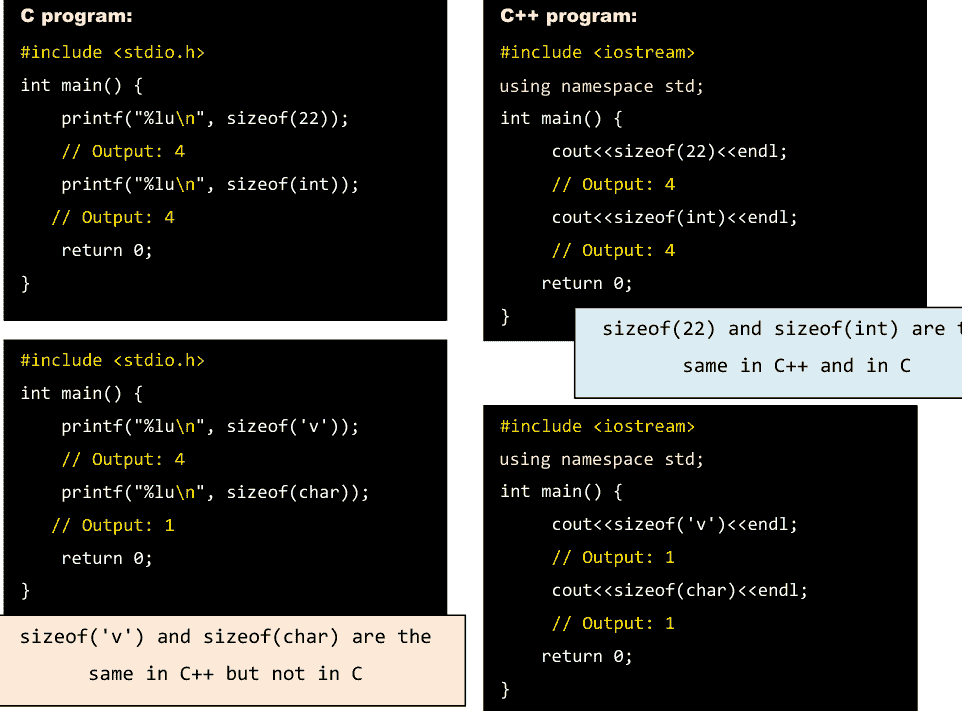 C program:
#include <stdio.h>
int main() {
printf("%lu\n", sizeof(22));
// Output: 4
printf("%lu\n", sizeof(int));
// Output: 4
return 0;
}
C++ program:
#include <iostream>
using namespace std;
int main() {
cout<<sizeof(22)<<endl;
// Output: 4
cout<<sizeof(int)<<endl;
// Output: 4
return 0;
}
sizeof(22) and sizeof(int) are
same in C++ and in C
#include <stdio.h>
int main() {
printf("%lu\n", sizeof('v'));
// Output: 4
printf("%lu\n", sizeof(char));
// Output: 1
return 0;
}
sizeof('v') and sizeof(char) are the
same in C++ but not in C
#include <iostream>
using namespace std;
int main() {
cout<<sizeof('v')<<endl;
// Output: 1
cout<<sizeof(char)<<endl;
// Output: 1
return 0;
}